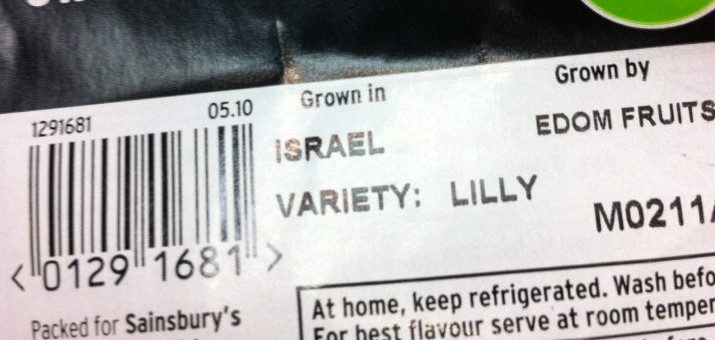 1291681 05.10
<0129 1681>
Grown in
ISRAEL
VARIETY: LILLY
Grown by
EDOM FRUITS
M0211
Packed for Sainsbury's
At home, keep refrigerated. Wash befo
For best flavour serve at room temper